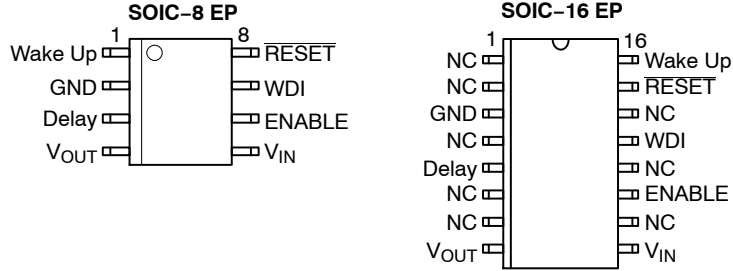 SOIC−8 EP
1 8
Wake Up RESET
GND WDI
Delay ENABLE
VOUT VIN
SOIC−16 EP
1 16
NC Wake Up
NC RESET
GND NC
NC WDI
Delay NC
NC ENABLE
NC NC
VOUT VIN